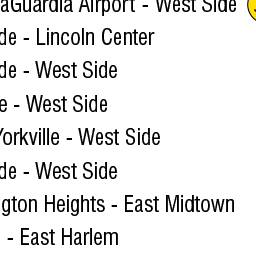 aGuardia Airport - West Side
de - Lincoln Center
de - West Side
e - West Side
Yorkville - West Side
de - West Side
gton Heights - East Midtown
- East Harlem